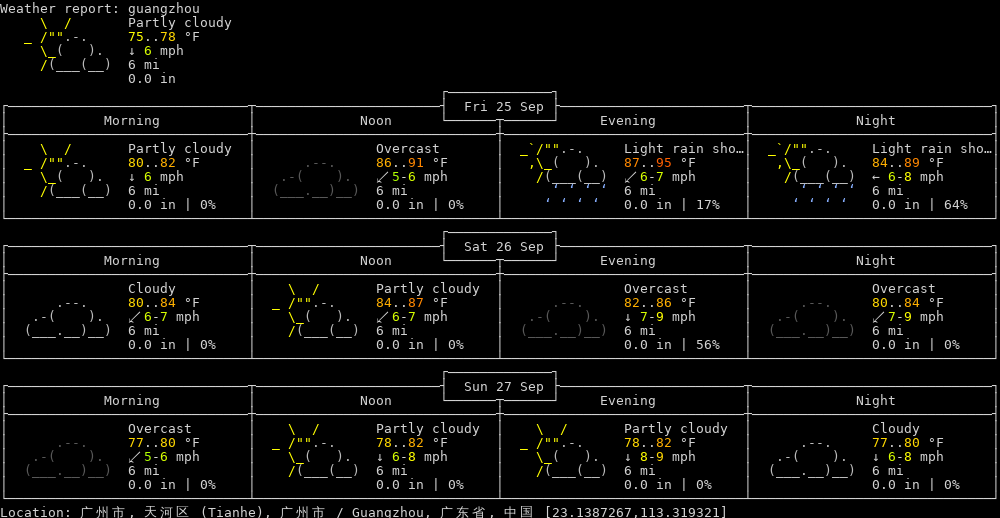 Weather report: guangzhou
Partly cloudy
75..78 °F
↓ 6 mph
6 mi
0.0 in
Fri 25 Sep
Morning Noon Evening Night
Partly cloudy Overcast Light rain sho… Light rain sho…
80..82 °F 86..91 °F 87..95 °F 84..89 °F
↓ 6 mph ↙ 5-6 mph ↙ 6-7 mph ← 6-8 mph
6 mi 6 mi 6 mi 6 mi
0.0 in | 0% 0.0 in | 0% 0.0 in | 17% 0.0 in | 64%
Sat 26 Sep
Morning Noon Evening Night
Cloudy Partly cloudy Overcast Overcast
80..84 °F 84..87 °F 82..86 °F 80..84 °F
↙ 6-7 mph ↙ 6-7 mph ↓ 7-9 mph ↙ 7-9 mph
6 mi 6 mi 6 mi 6 mi
0.0 in | 0% 0.0 in | 0% 0.0 in | 56% 0.0 in | 0%
Sun 27 Sep
Morning Noon Evening Night
Overcast Partly cloudy Partly cloudy Cloudy
77..80 °F 78..82 °F 78..82 °F 77..80 °F
↙ 5-6 mph ↓ 6-8 mph ↓ 8-9 mph ↓ 6-8 mph
6 mi 6 mi 6 mi 6 mi
0.0 in | 0% 0.0 in | 0% 0.0 in | 0% 0.0 in | 0%
Location: 广州市, 天河区 (Tianhe), 广州市 / Guangzhou, 广东省, 中国 [23.1387267,113.319321]